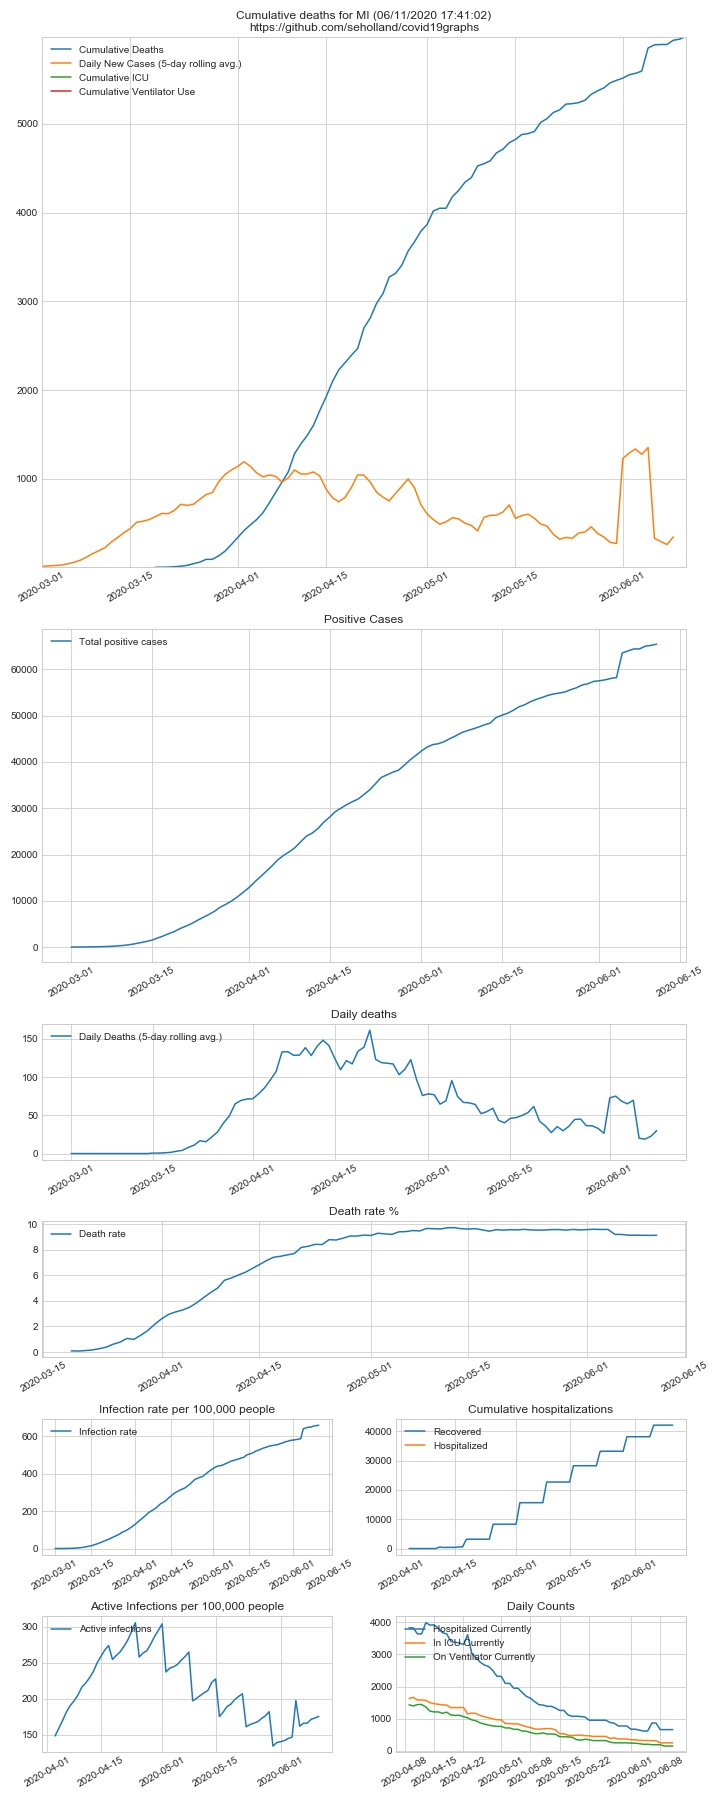 Cumulative deaths for MI (06/11/2020 17:41:02)
https://github.com/seholland/covid19graphs
Cumulative Deaths
Daily New Cases (5-day rolling avg.)
Cumulative ICU
Cumulative Ventilator Use
5000
4000
3000
2000
1000
2020-03-01 2020-03-15 2020-04-01 2020-04-15 2020-05-01 2020-05-15 2020-06-01
Positive Cases
Total positive cases
60000
50000
40000
30000
20000
10000
0
2020-03-01 2020-03-15 2020-04-01 2020-04-15 2020-05-01 2020-05-15 2020-06-01 2020-06-15
Daily deaths
Daily Deaths (5-day rolling avg.)
150
100
50
0
2020-03-01 2020-03-15 2020-04-01 2020-04-15 2020-05-01 2020-05-15 2020-06-01
Death rate %
Death rate
10
8
6
4
2
0
2020-03-15 2020-04-01 2020-04-15 2020-05-01 2020-05-15 2020-06-01 2020-06-15
Infection rate per 100,000 people
Infection rate
600
400
200
0
2020-03-01 2020-03-15 2020-04-01 2020-04-15 2020-05-01 2020-05-15 2020-06-01 2020-06-15
Cumulative hospitalizations
Recovered
Hospitalized
40000
30000
20000
10000
0
2020-04-01 2020-04-15 2020-05-01 2020-05-15 2020-06-01
Active Infections per 100,000 people
Active infections
300
250
200
150
2020-04-01 2020-04-15 2020-05-01 2020-05-15 2020-06-01
Daily Counts
Hospitalized Currently
In ICU Currently
On Ventilator Currently
4000
3000
2000
1000
0
2020-04-08 2020-04-15 2020-04-22 2020-05-01 2020-05-08 2020-05-15 2020-05-22 2020-06-01 2020-06-08